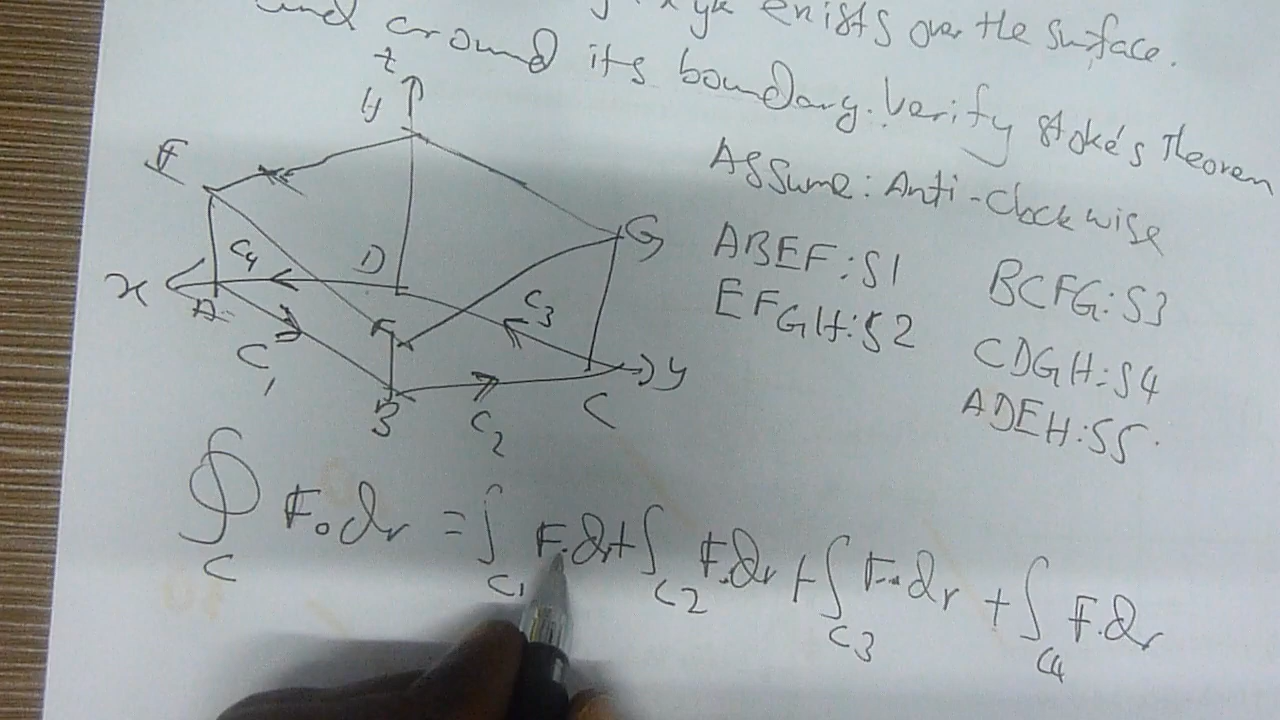 exists over the surface.
and around its boundary. Verify stoke's Theorem
Assume: Anti-Clockwise
ABEF: S1 BCFG: S3
EFGH: S2 CDGH: S4
ADEH: S5.
z
H
E
G
C4
D
x
A
C3
F
C1
y
B
C2
C
∮C F.dr = ∫C1 F.dr + ∫C2 F.dr + ∫C3 F.dr + ∫C4 F.dr